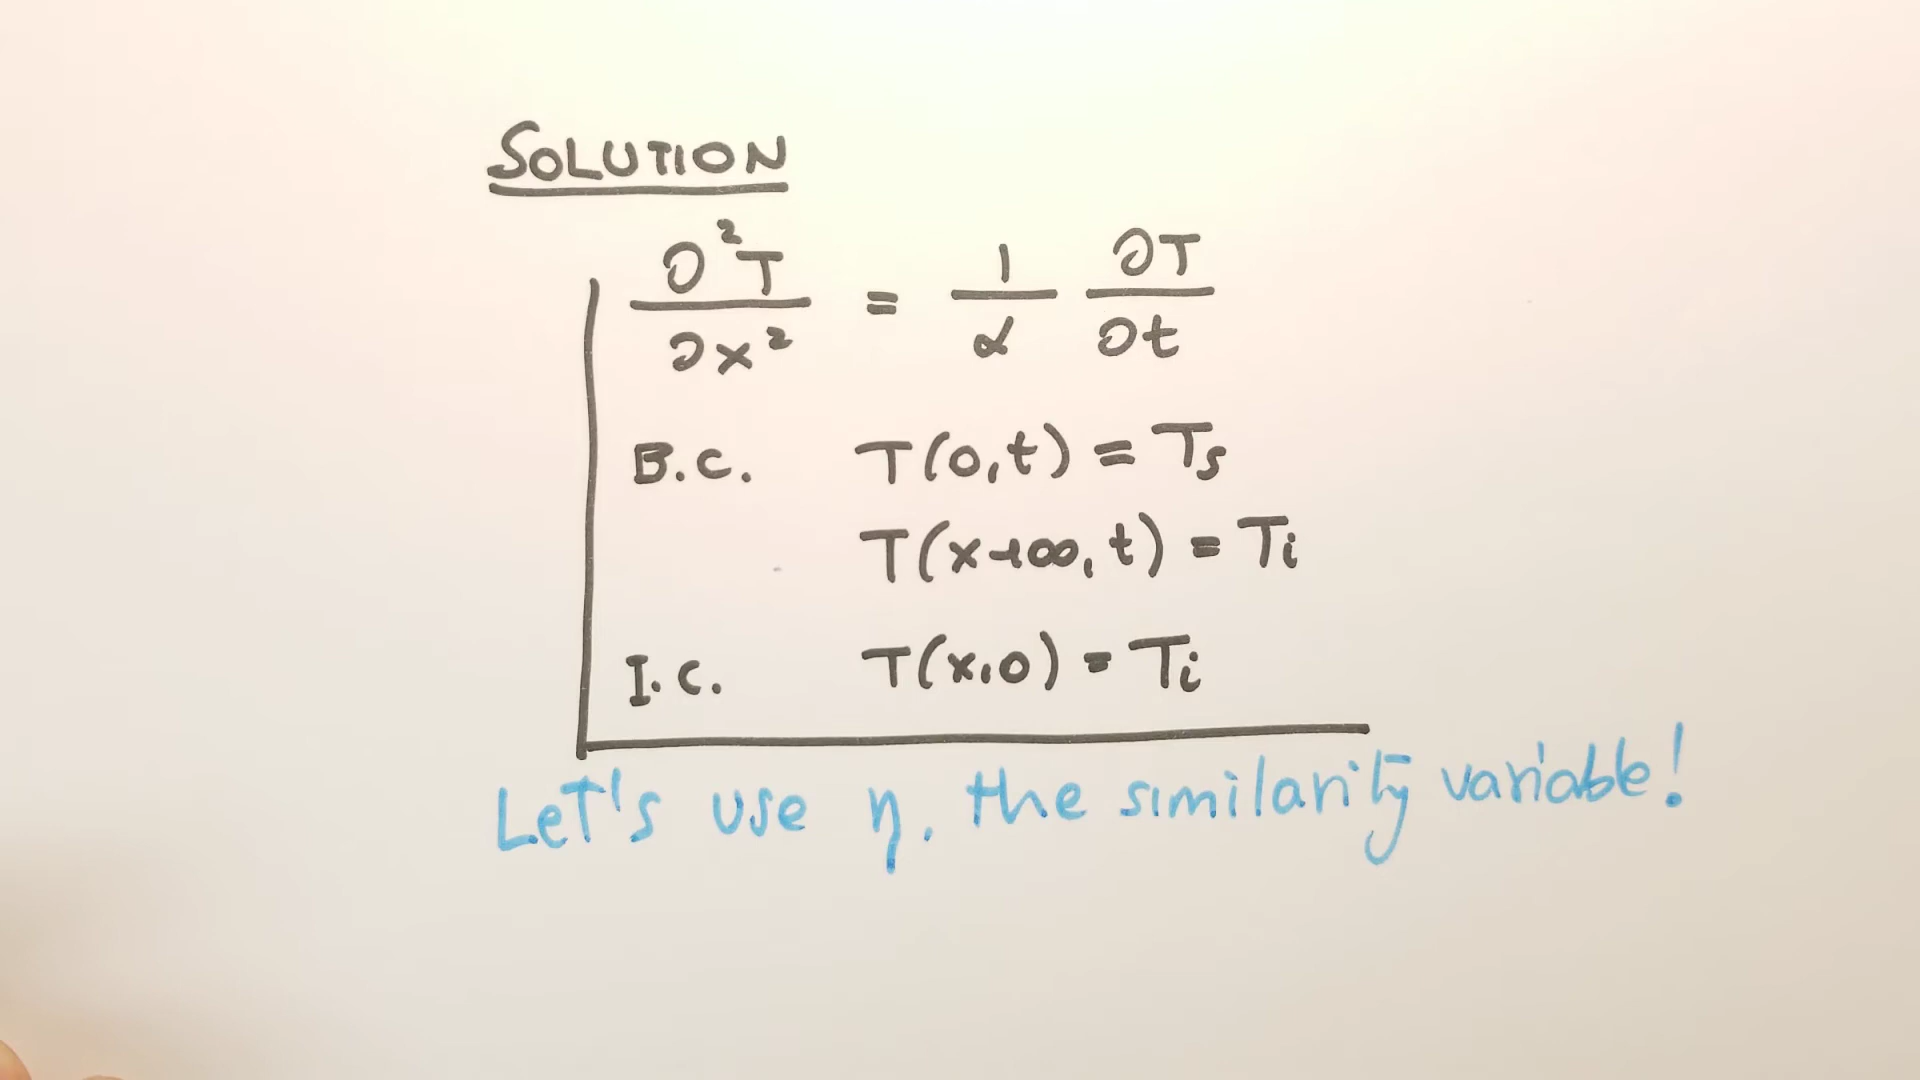 SOLUTION
∂²T/∂x² = 1/α ∂T/∂t
B.C. T(0,t) = Ts
T(x→∞, t) = Ti
I.C. T(x,0) = Ti
LeT's use η, the similariTy variable!